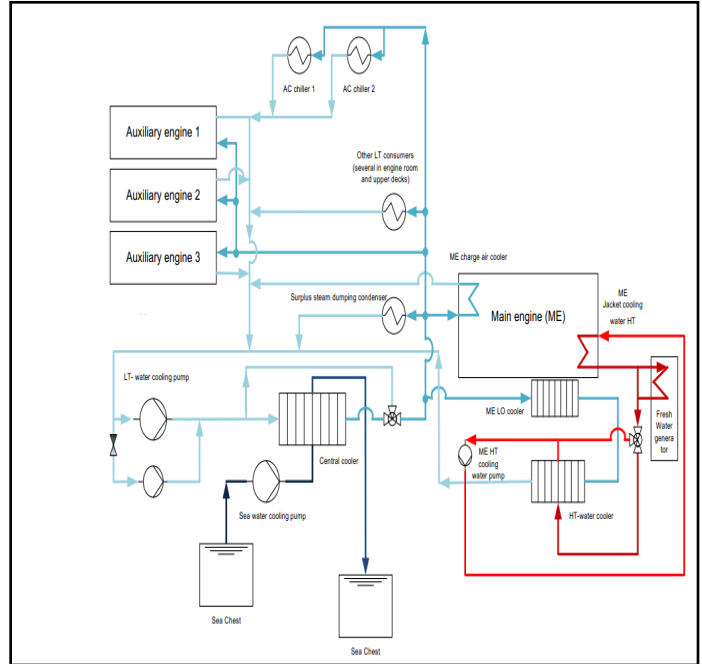 AC chiller 1
AC chiller 2
Auxiliary engine 1
Auxiliary engine 2
Auxiliary engine 3
Other LT consumers
(several in engine room
and upper decks)
ME charge air cooler
Surplus steam dumping condenser
Main engine (ME)
ME
Jacket cooling
water HT
LT- water cooling pump
Central cooler
ME LO cooler
Fresh
Water
genera
tor
ME HT
cooling
water pump
HT-water cooler
Sea water cooling pump
Sea Chest
Sea Chest